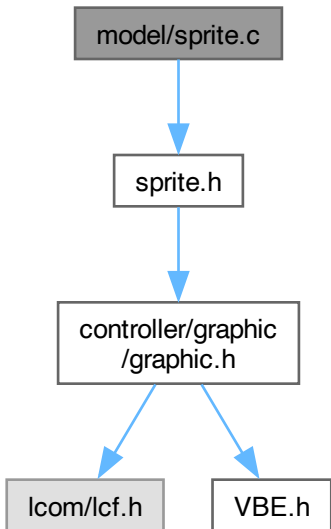 model/sprite.c
sprite.h
controller/graphic
/graphic.h
lcom/lcf.h
VBE.h